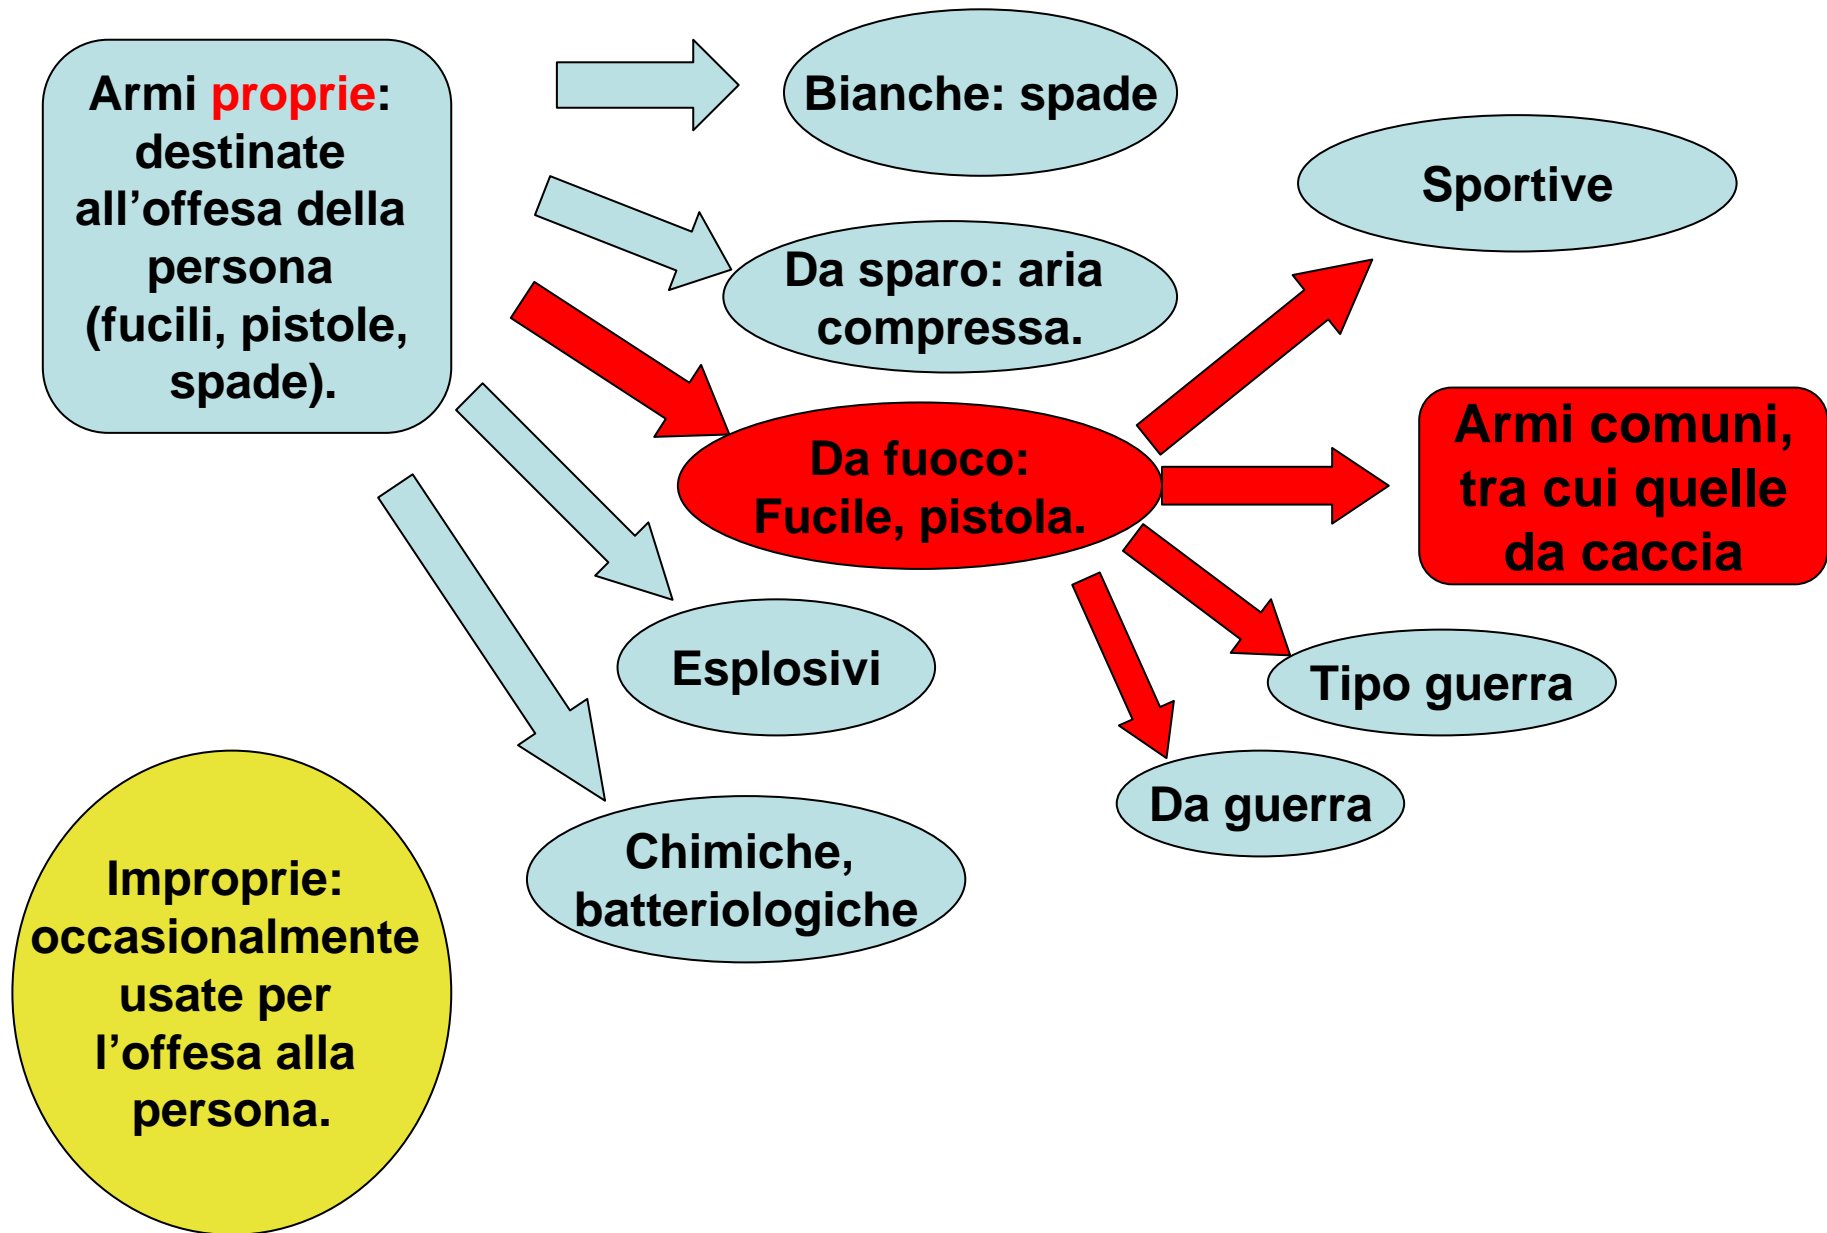 Armi proprie:
destinate
all’offesa della
persona
(fucili, pistole,
spade).
Bianche: spade
Da sparo: aria
compressa.
Da fuoco:
Fucile, pistola.
Esplosivi
Chimiche,
batteriologiche
Sportive
Armi comuni,
tra cui quelle
da caccia
Tipo guerra
Da guerra
Improprie:
occasionalmente
usate per
l’offesa alla
persona.